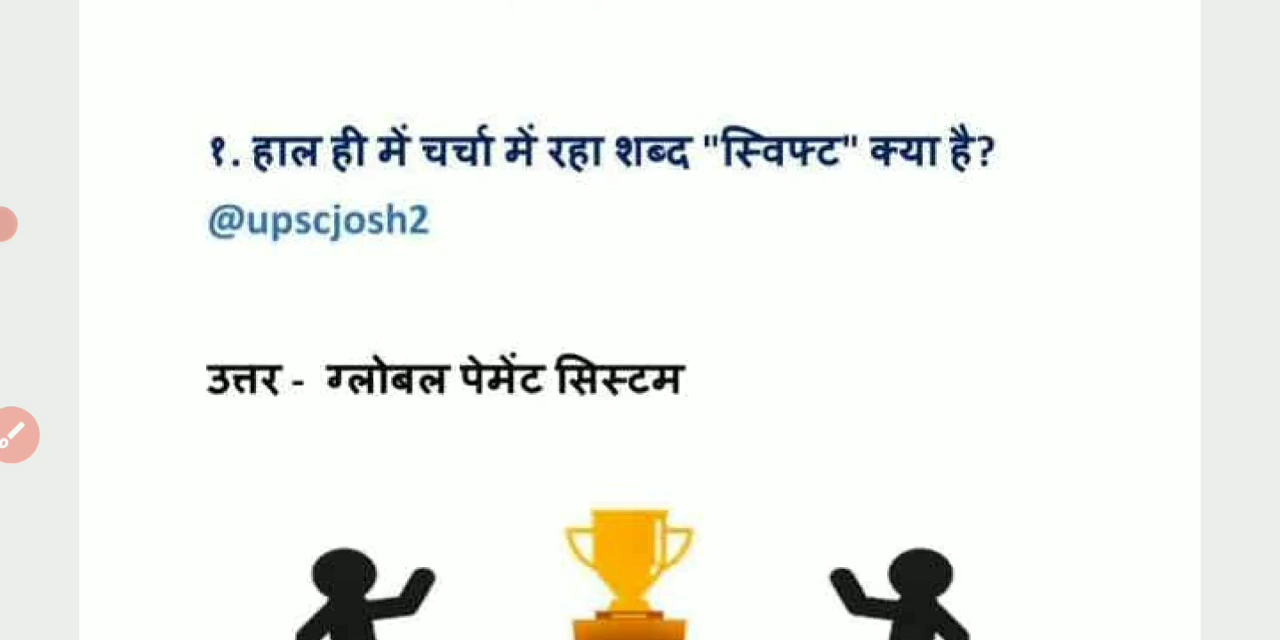 १. हाल ही में चर्चा में रहा शब्द "स्विफ्ट" क्या है?
@upscjosh2
उत्तर - ग्लोबल पेमेंट सिस्टम